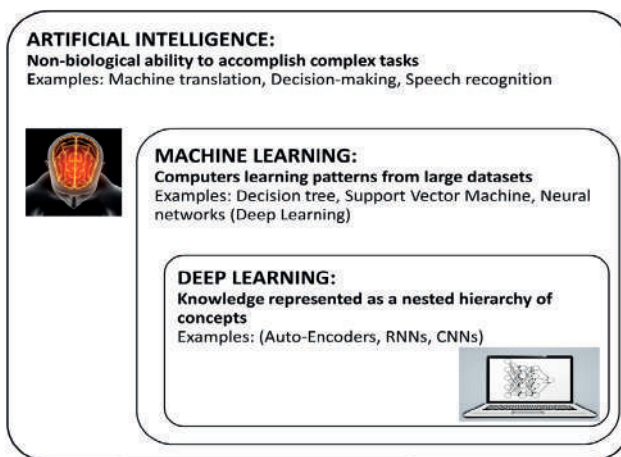 ARTIFICIAL INTELLIGENCE:
Non-biological ability to accomplish complex tasks
Examples: Machine translation, Decision-making, Speech recognition
MACHINE LEARNING:
Computers learning patterns from large datasets
Examples: Decision tree, Support Vector Machine, Neural
networks (Deep Learning)
DEEP LEARNING:
Knowledge represented as a nested hierarchy of
concepts
Examples: (Auto-Encoders, RNNs, CNNs)